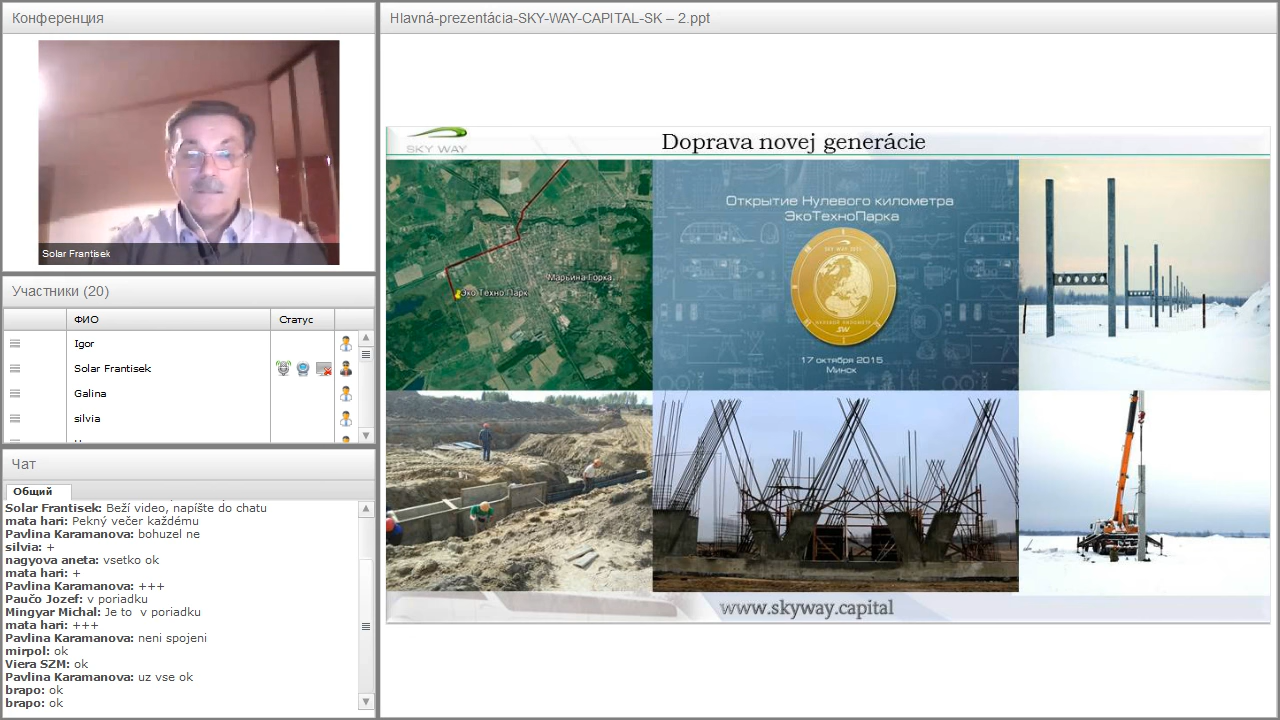 Конференция
Solar Frantisek
Участники (20)
ФИО
Статус
Igor
Solar Frantisek
Galina
silvia
Чат
Общий
Solar Frantisek: Beží video, napíšte do chatu
mata hari: Pekný večer každému
Pavlina Karamanova: bohuzel ne
silvia: +
nagyova aneta: vsetko ok
mata hari: +
Pavlina Karamanova: +++
Paučo Jozef: v poriadku
Mingyar Michal: Je to v poriadku
mata hari: +++
Pavlina Karamanova: neni spojeni
mirpol: ok
Viera SZM: ok
Pavlina Karamanova: uz vse ok
brapo: ok
brapo: ok
Hlavná-prezentácia-SKY-WAY-CAPITAL-SK – 2.ppt
SKY WAY
Doprava novej generácie
Марьина Горка
Эко Техно Парк
Открытие Нулевого километра
ЭкоТехноПарка
SW
17 октября 2015
Минск
www.skyway.capital